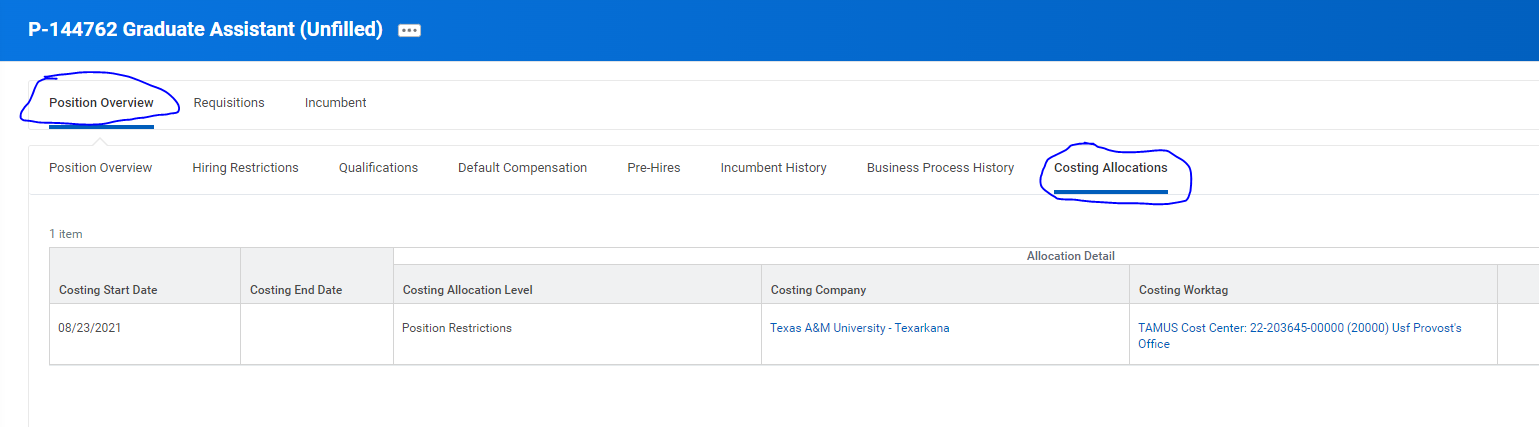 P-144762 Graduate Assistant (Unfilled)
Position Overview Requisitions Incumbent
Position Overview Hiring Restrictions Qualifications Default Compensation Pre-Hires Incumbent History Business Process History Costing Allocations
1 item
Allocation Detail
Costing Start Date Costing End Date Costing Allocation Level Costing Company Costing Worktag
08/23/2021 Position Restrictions Texas A&M University - Texarkana TAMUS Cost Center: 22-203645-00000 (20000) Usf Provost's
Office